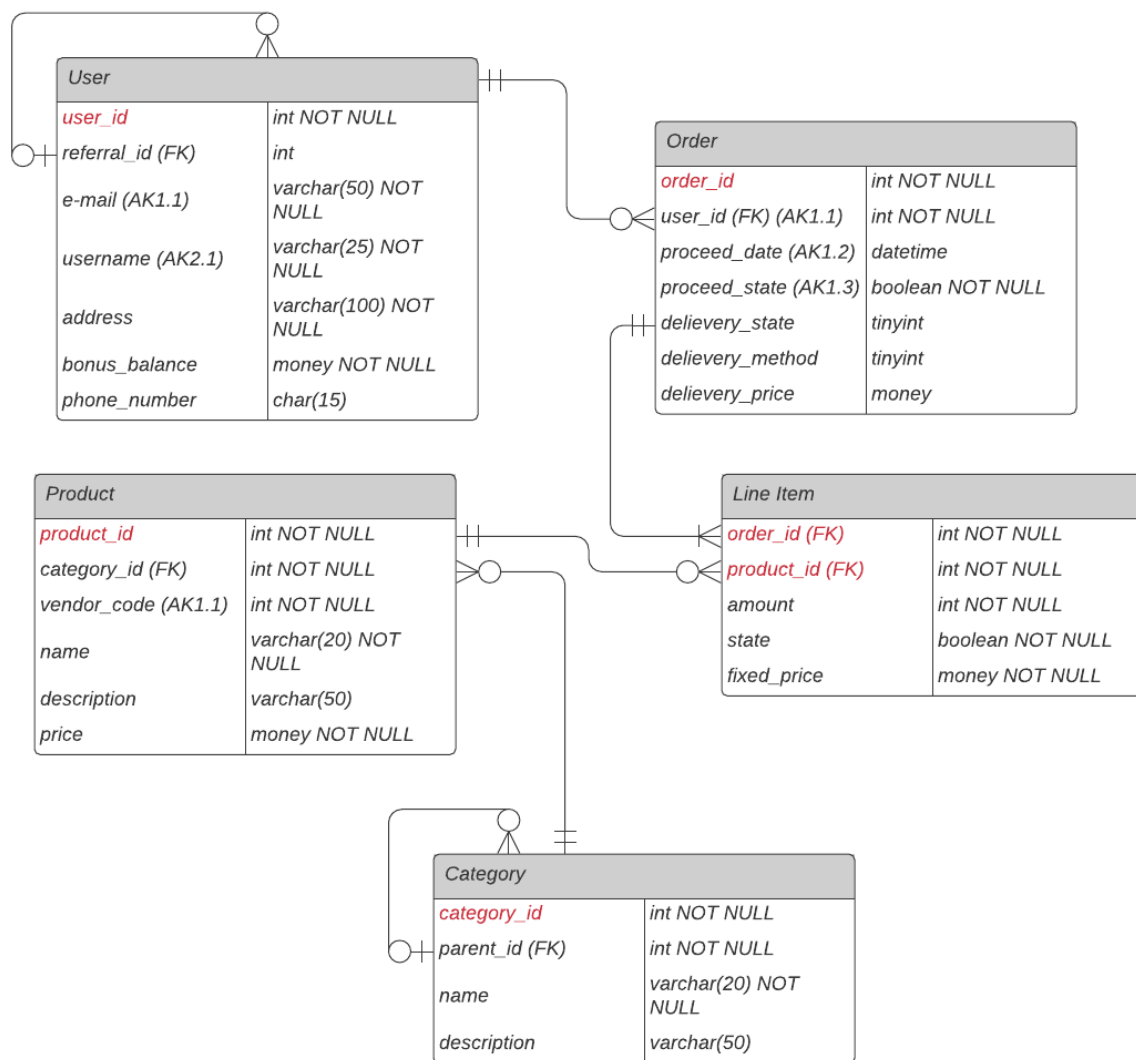 User
user_id int NOT NULL
referral_id (FK) int
e-mail (AK1.1) varchar(50) NOT
NULL
username (AK2.1) varchar(25) NOT
NULL
address varchar(100) NOT
NULL
bonus_balance money NOT NULL
phone_number char(15)
Order
order_id int NOT NULL
user_id (FK) (AK1.1) int NOT NULL
proceed_date (AK1.2) datetime
proceed_state (AK1.3) boolean NOT NULL
delievery_state tinyint
delievery_method tinyint
delievery_price money
Product
product_id int NOT NULL
category_id (FK) int NOT NULL
vendor_code (AK1.1) int NOT NULL
name varchar(20) NOT
NULL
description varchar(50)
price money NOT NULL
Line Item
order_id (FK) int NOT NULL
product_id (FK) int NOT NULL
amount int NOT NULL
state boolean NOT NULL
fixed_price money NOT NULL
Category
category_id int NOT NULL
parent_id (FK) int NOT NULL
name varchar(20) NOT
NULL
description varchar(50)